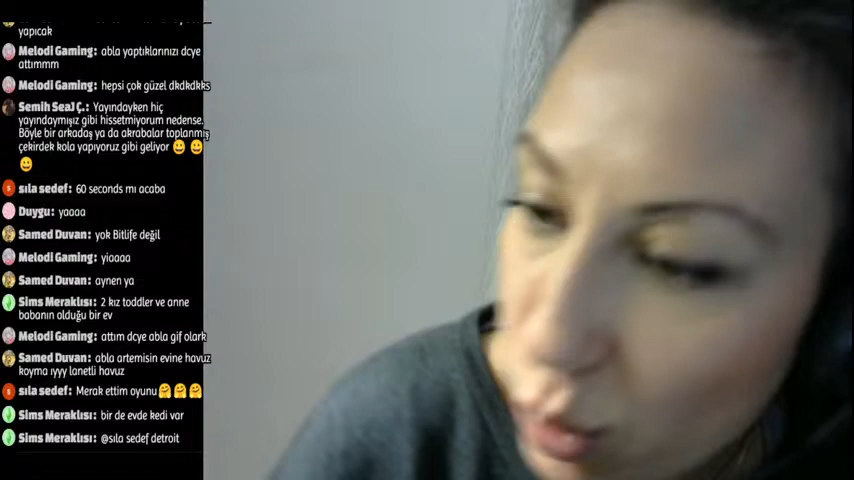 yapıcak
Melodi Gaming: abla yaptıklarınızı dcye
attımmm
Melodi Gaming: hepsi çok güzel dkdkdkks
Semih SeaJ Ç.: Yayındayken hiç
yayındaymışız gibi hissetmiyorum nedense.
Böyle bir arkadaş ya da akrabalar toplanmış
çekirdek kola yapıyoruz gibi geliyor 😀 😀
😀
sıla sedef: 60 seconds mı acaba
Duygu: yaaaa
Samed Duvan: yok Bitlife değil
Melodi Gaming: yiaaaa
Samed Duvan: aynen ya
Sims Meraklısı: 2 kız toddler ve anne
babanın olduğu bir ev
Melodi Gaming: attım dcye abla gif olark
Samed Duvan: abla artemisin evine havuz
koyma ıyyy lanetli havuz
sıla sedef: Merak ettim oyunu🤗🤗🤗
Sims Meraklısı: bir de evde kedi var
Sims Meraklısı: @sıla sedef detroit